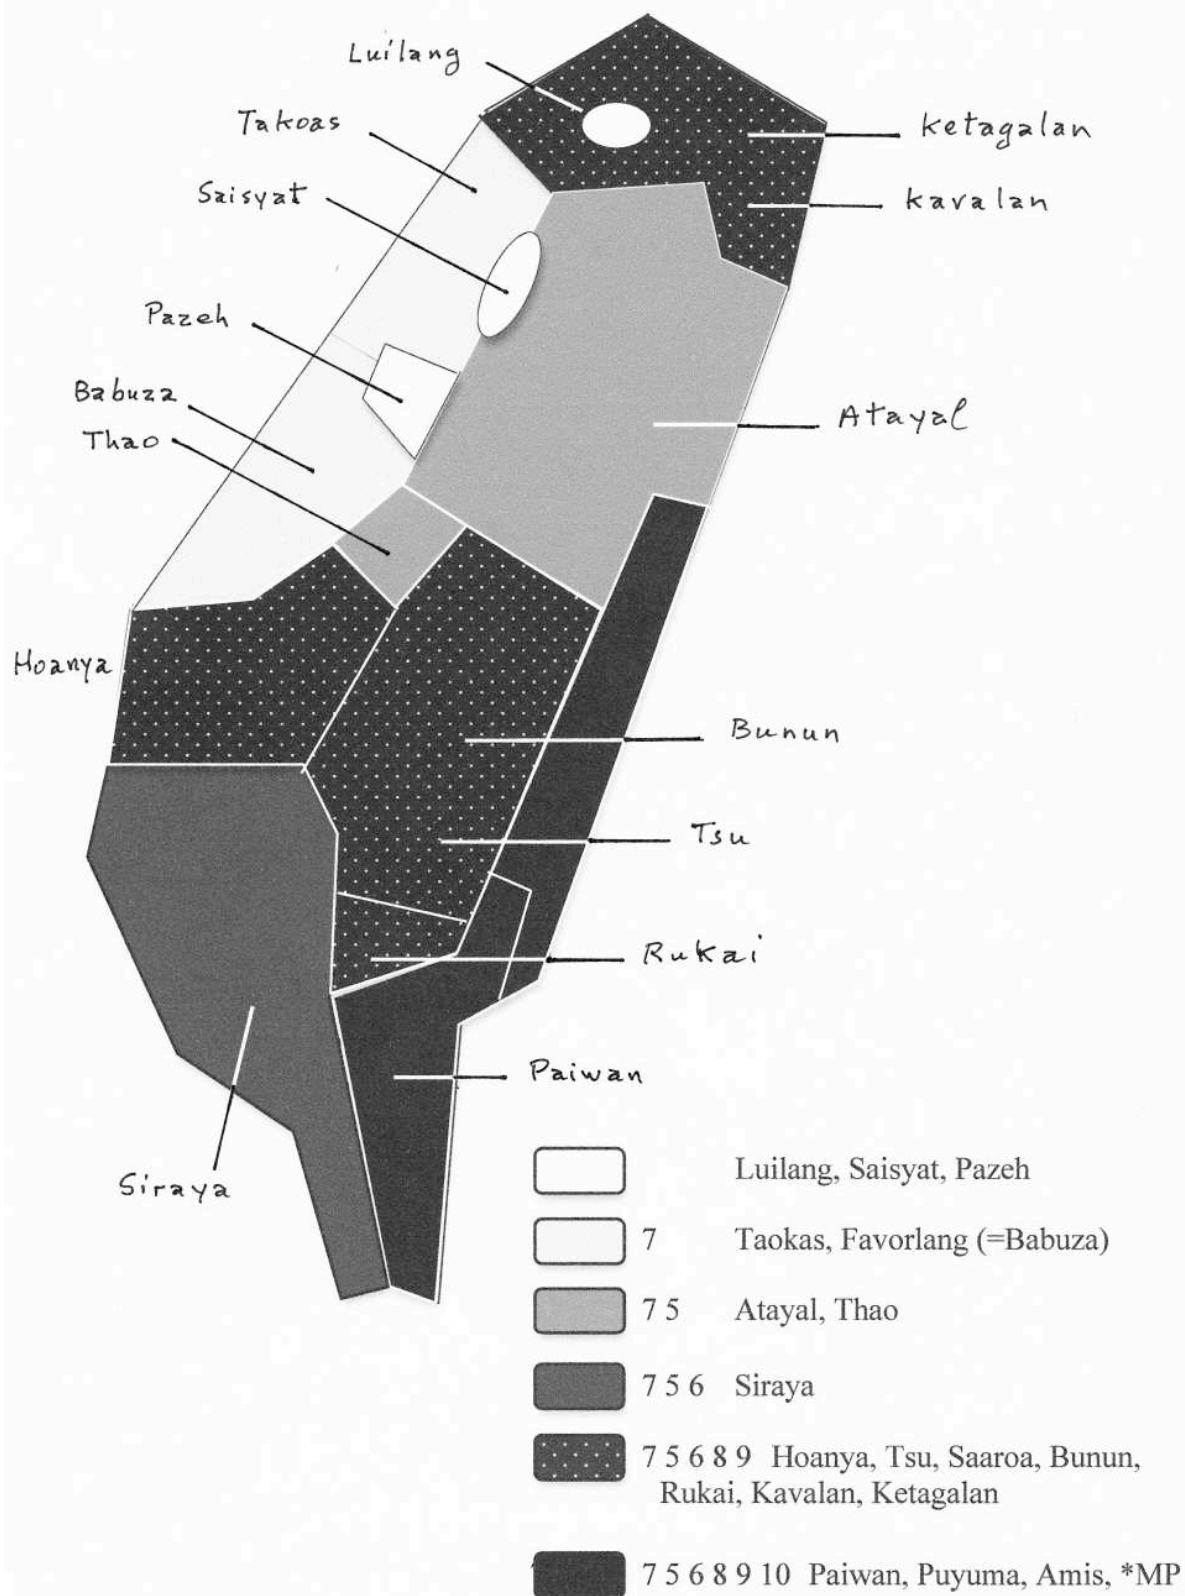 Luilang
Takoas
Ketagalan
Saisyat
Kavalan
Pazeh
Babuza
Atayal
Thao
Hoanya
Bunun
Tsu
Rukai
Paiwan
Siraya
Luilang, Saisyat, Pazeh
7 Taokas, Favorlang (=Babuza)
7 5 Atayal, Thao
7 5 6 Siraya
7 5 6 8 9 Hoanya, Tsu, Saaroa, Bunun,
Rukai, Kavalan, Ketagalan
7 5 6 8 9 10 Paiwan, Puyuma, Amis, *MP